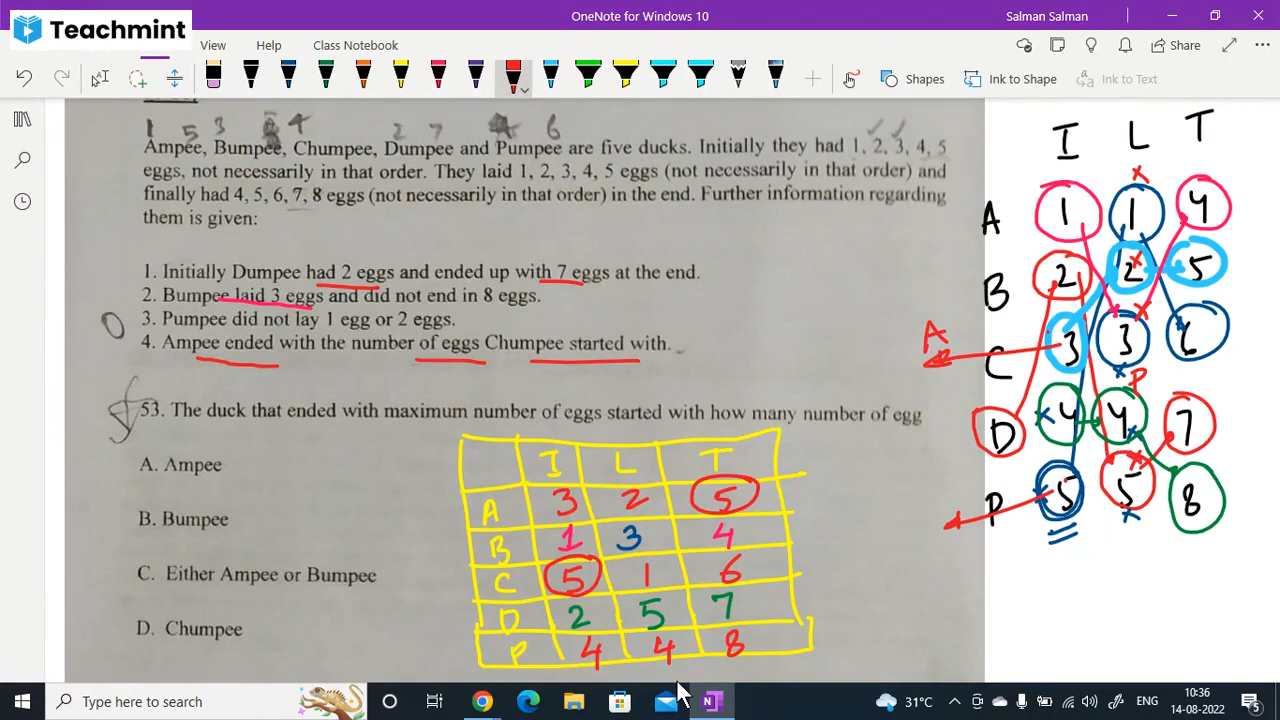 OneNote for Windows 10
Salman Salman
Teachmint
View Help Class Notebook
Share
Shapes Ink to Shape Ink to Text
1 5 3 4 2 7 6
Ampee, Bumpee, Chumpee, Dumpee and Pumpee are five ducks. Initially they had 1, 2, 3, 4, 5
eggs, not necessarily in that order. They laid 1, 2, 3, 4, 5 eggs (not necessarily in that order) and
finally had 4, 5, 6, 7, 8 eggs (not necessarily in that order) in the end. Further information regarding
them is given:
1. Initially Dumpee had 2 eggs and ended up with 7 eggs at the end.
2. Bumpee laid 3 eggs and did not end in 8 eggs.
3. Pumpee did not lay 1 egg or 2 eggs.
4. Ampee ended with the number of eggs Chumpee started with.
53. The duck that ended with maximum number of eggs started with how many number of egg
A. Ampee
B. Bumpee
C. Either Ampee or Bumpee
D. Chumpee
I L T
A 3 2 5
B 1 3 4
C 5 1 6
D 2 5 7
P 4 4 8
I L T
A 1 1 4
B 2 2 5
A C 3 3 6
P
D 4 4 7
P 5 5 8
Type here to search
31°C
ENG
10:36
14-08-2022
5